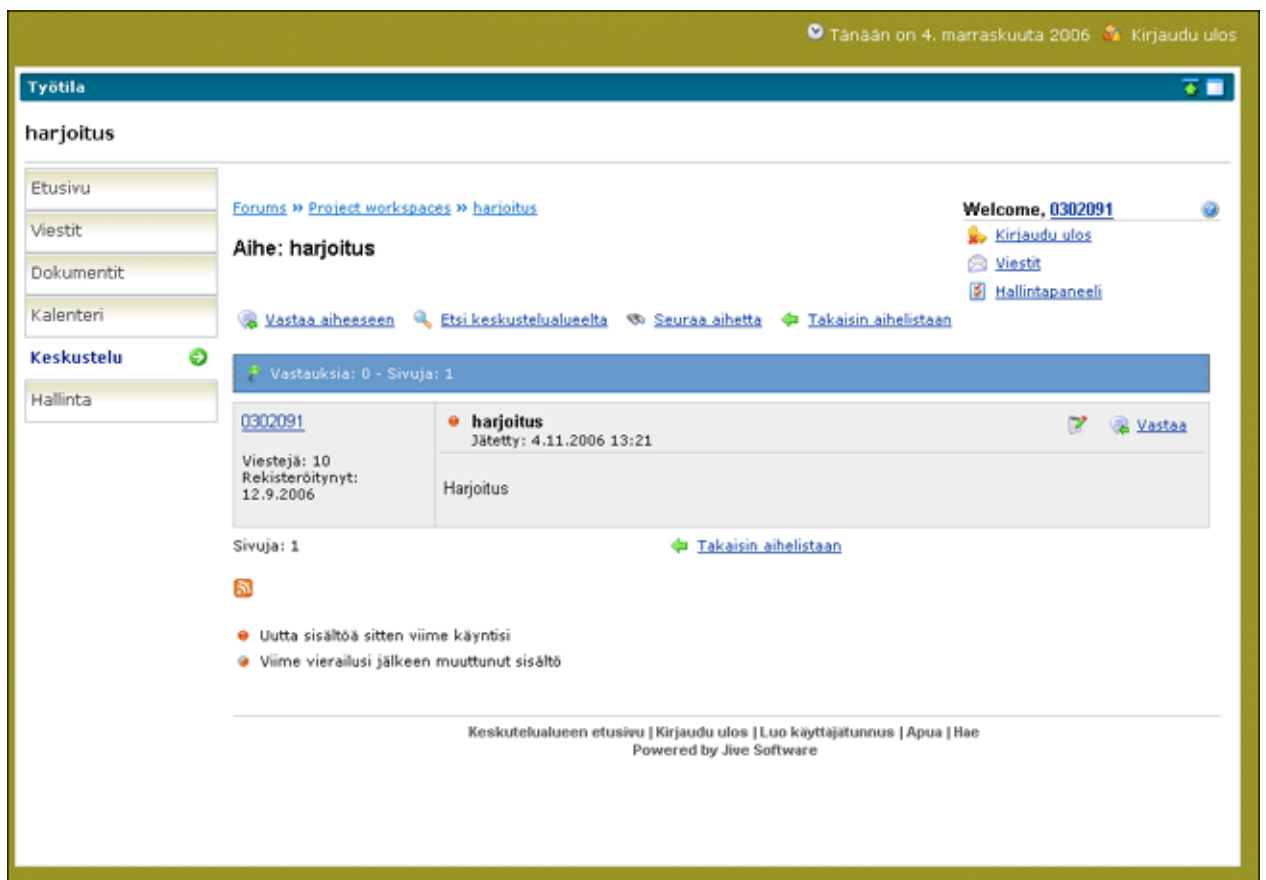 Tänään on 4. marraskuuta 2006 Kirjaudu ulos
Työtila
harjoitus
Etusivu
Viestit
Dokumentit
Kalenteri
Keskustelu
Hallinta
Forums » Project workspaces » harjoitus
Aihe: harjoitus
Welcome, 0302091
Kirjaudu ulos
Viestit
Hallintapaneeli
Vastaa aiheeseen Etsi keskustelualueelta Seuraa aihetta Takaisin aihelistaan
Vastauksia: 0 - Sivuja: 1
0302091
Viestejä: 10
Rekisteröitynyt:
12.9.2006
harjoitus
Jätetty: 4.11.2006 13:21
Vastaa
Harjoitus
Sivuja: 1 Takaisin aihelistaan
Uutta sisältöä sitten viime käyntisi
Viime vierailusi jälkeen muuttunut sisältö
Keskutelualueen etusivu | Kirjaudu ulos | Luo käyttäjätunnus | Apua | Hae
Powered by Jive Software